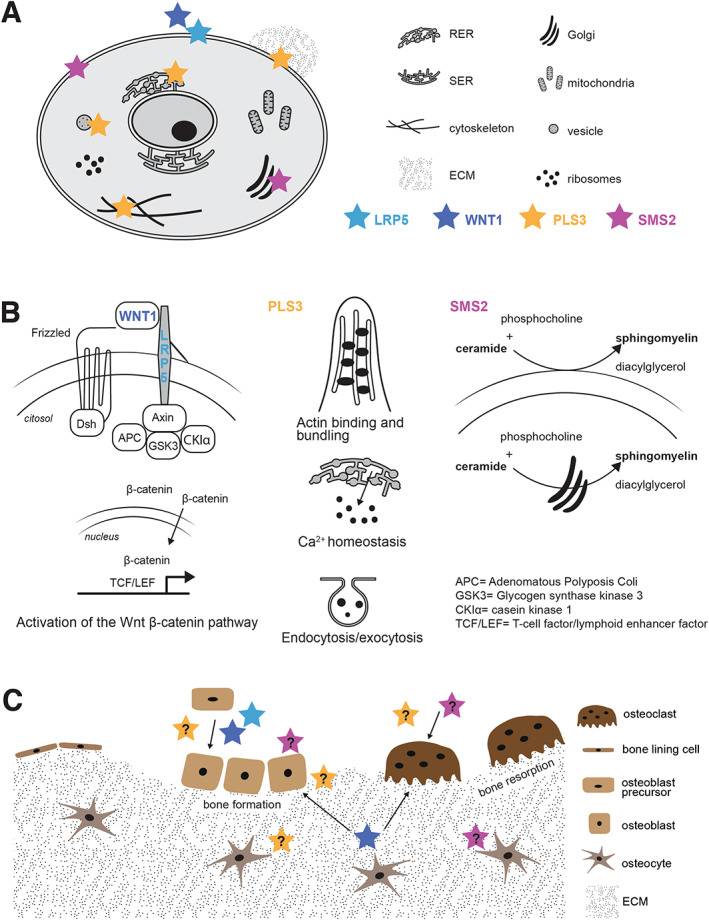 A
RER
Golgi
SER
mitochondria
cytoskeleton
vesicle
ECM
ribosomes
LRP5
WNT1
PLS3
SMS2
B
WNT1
Frizzled
LRP5
citosol
Dsh
Axin
APC
GSK3
CKIα
β-catenin
β-catenin
nucleus
β-catenin
TCF/LEF
Activation of the Wnt β-catenin pathway
PLS3
Actin binding and
bundling
Ca²⁺ homeostasis
Endocytosis/exocytosis
SMS2
phosphocholine
+
ceramide
sphingomyelin
diacylglycerol
phosphocholine
+
ceramide
sphingomyelin
diacylglycerol
APC= Adenomatous Polyposis Coli
GSK3= Glycogen synthase kinase 3
CKIα= casein kinase 1
TCF/LEF= T-cell factor/lymphoid enhancer factor
C
?
?
?
?
?
bone formation
bone resorption
?
?
osteoclast
bone lining cell
osteoblast
precursor
osteoblast
osteocyte
ECM